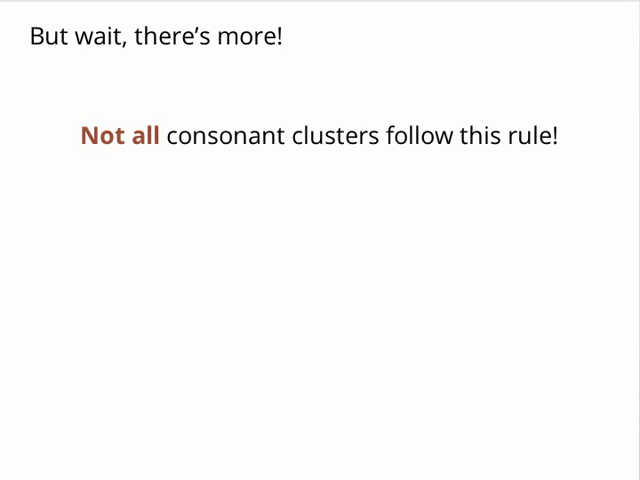 But wait, there’s more!
Not all consonant clusters follow this rule!